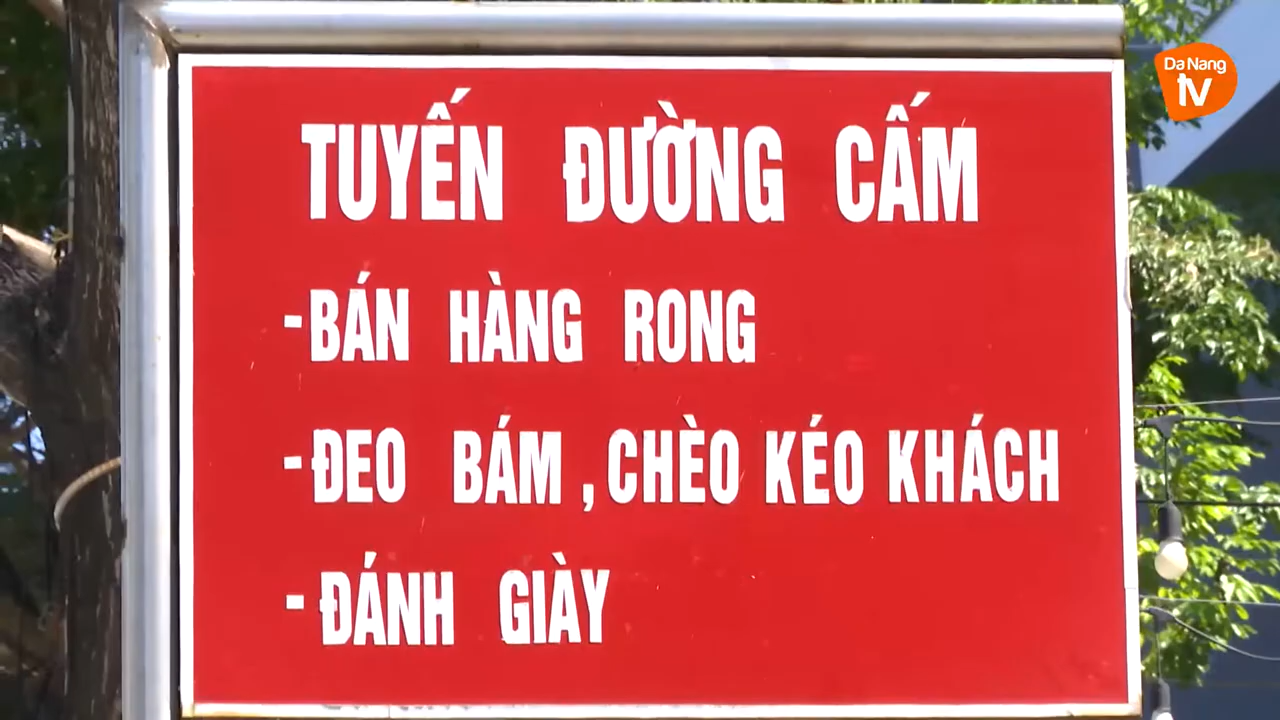 Da Nang
tv
TUYẾN ĐƯỜNG CẤM
-BÁN HÀNG RONG
-ĐEO BÁM ,CHÈO KÉO KHÁCH
-ĐÁNH GIÀY